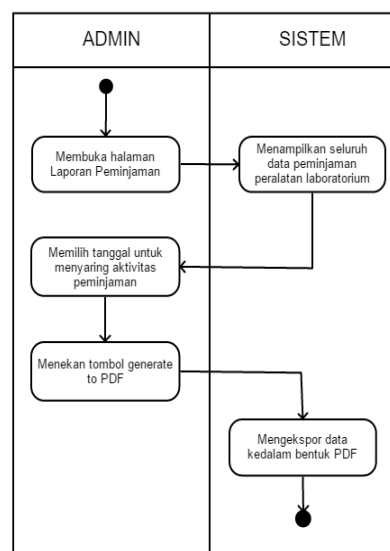 ADMIN
SISTEM
Membuka halaman
Laporan Peminjaman
Menampilkan seluruh
data peminjaman
peralatan laboratorium
Memilih tanggal untuk
menyaring aktivitas
peminjaman
Menekan tombol generate
to PDF
Mengekspor data
kedalam bentuk PDF